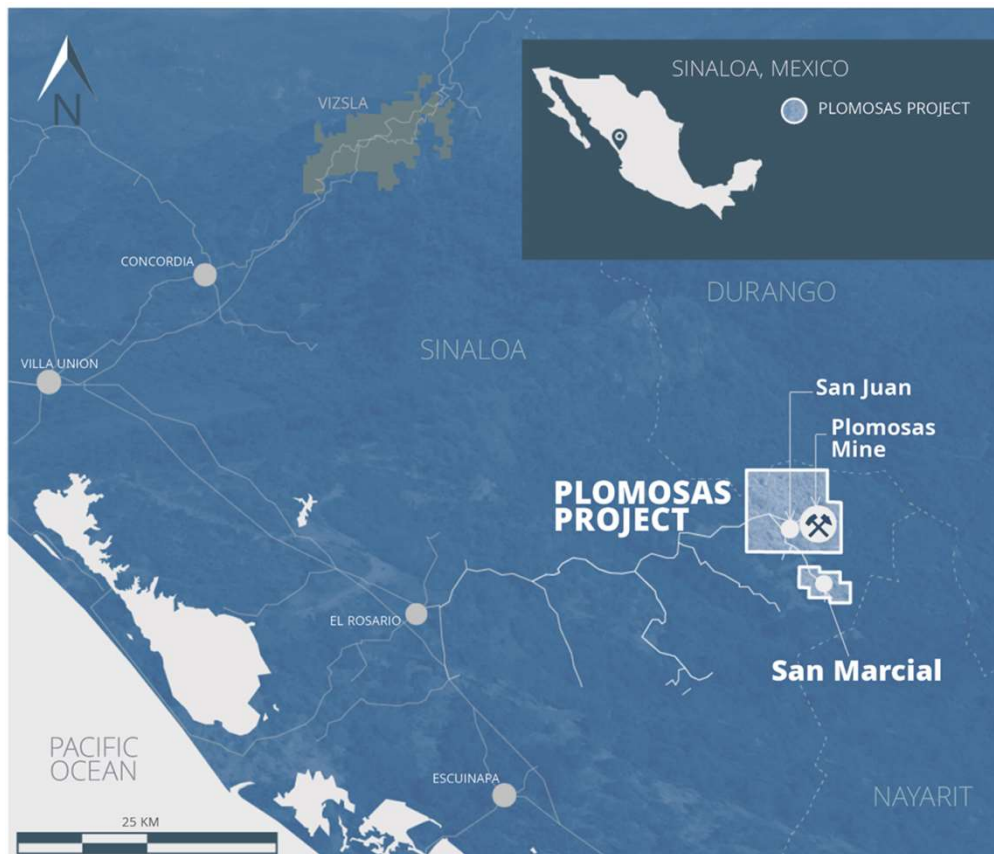 N
VIZSLA
SINALOA, MEXICO
PLOMOSAS PROJECT
CONCORDIA
DURANGO
SINALOA
VILLA UNION
San Juan
Plomosas
Mine
PLOMOSAS
PROJECT
EL ROSARIO
San Marcial
PACIFIC
OCEAN
ESCUINAPA
NAYARIT
25 KM